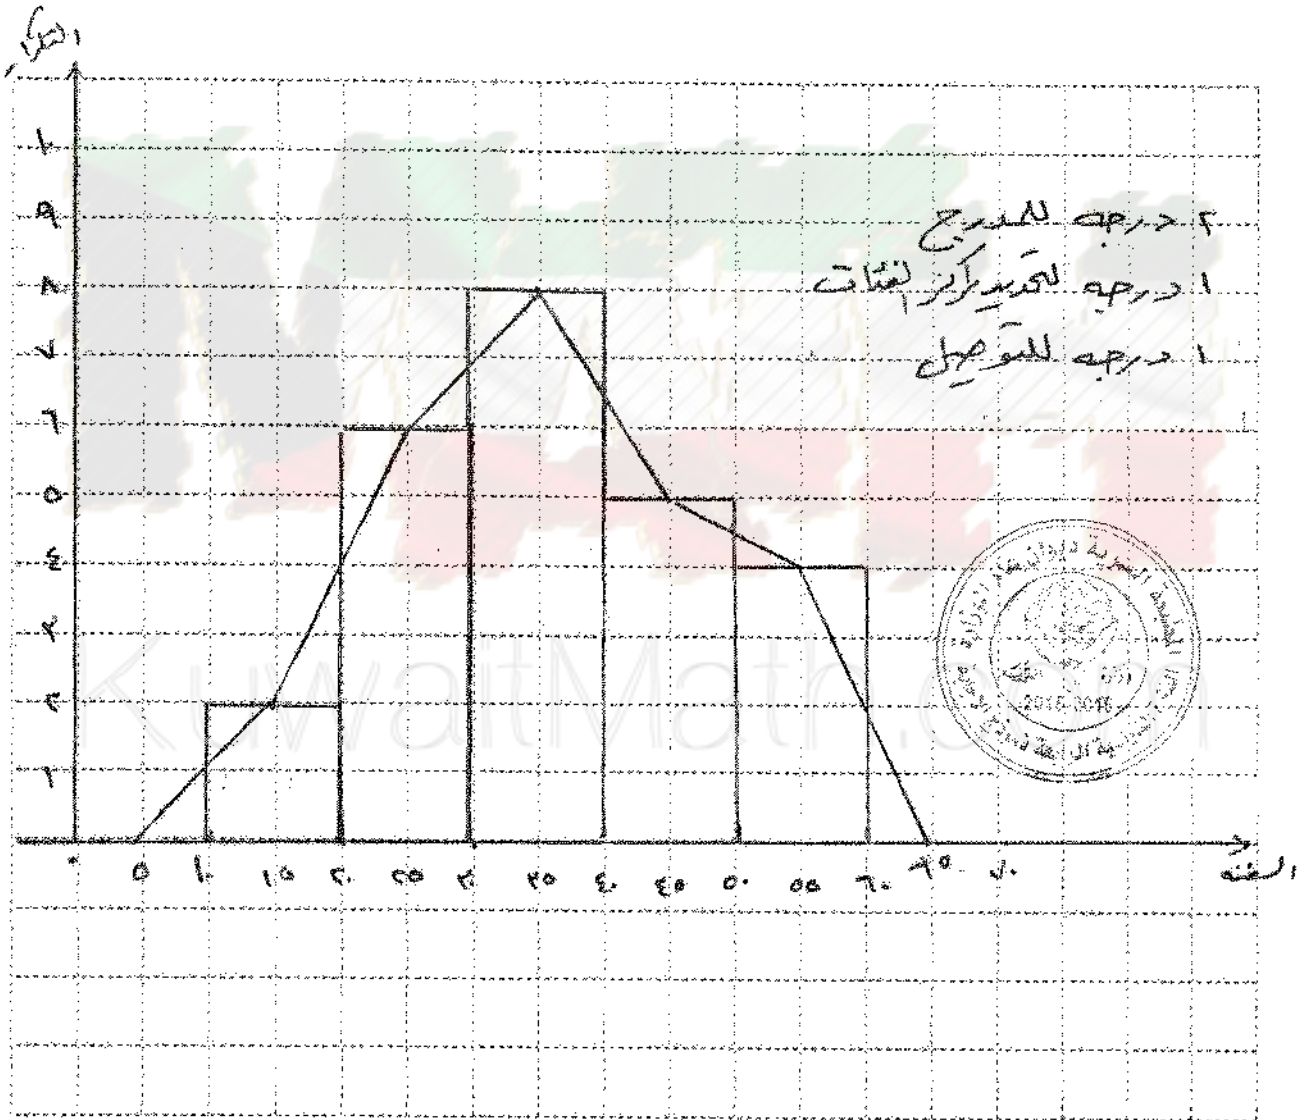 التكرار
١٠
٩
٨
٧
٦
٥
٤
٣
٢
١
٢ درجه للمدرج
١ درجه لتحديد مراكز الفئات
١ درجه للتوصيل
٠ ٥ ١٠ ١٥ ٢٠ ٢٥ ٣٠ ٣٥ ٤٠ ٤٥ ٥٠ ٥٥ ٦٠ ٦٥ ٧٠ الفئه
KuwaitMath.com